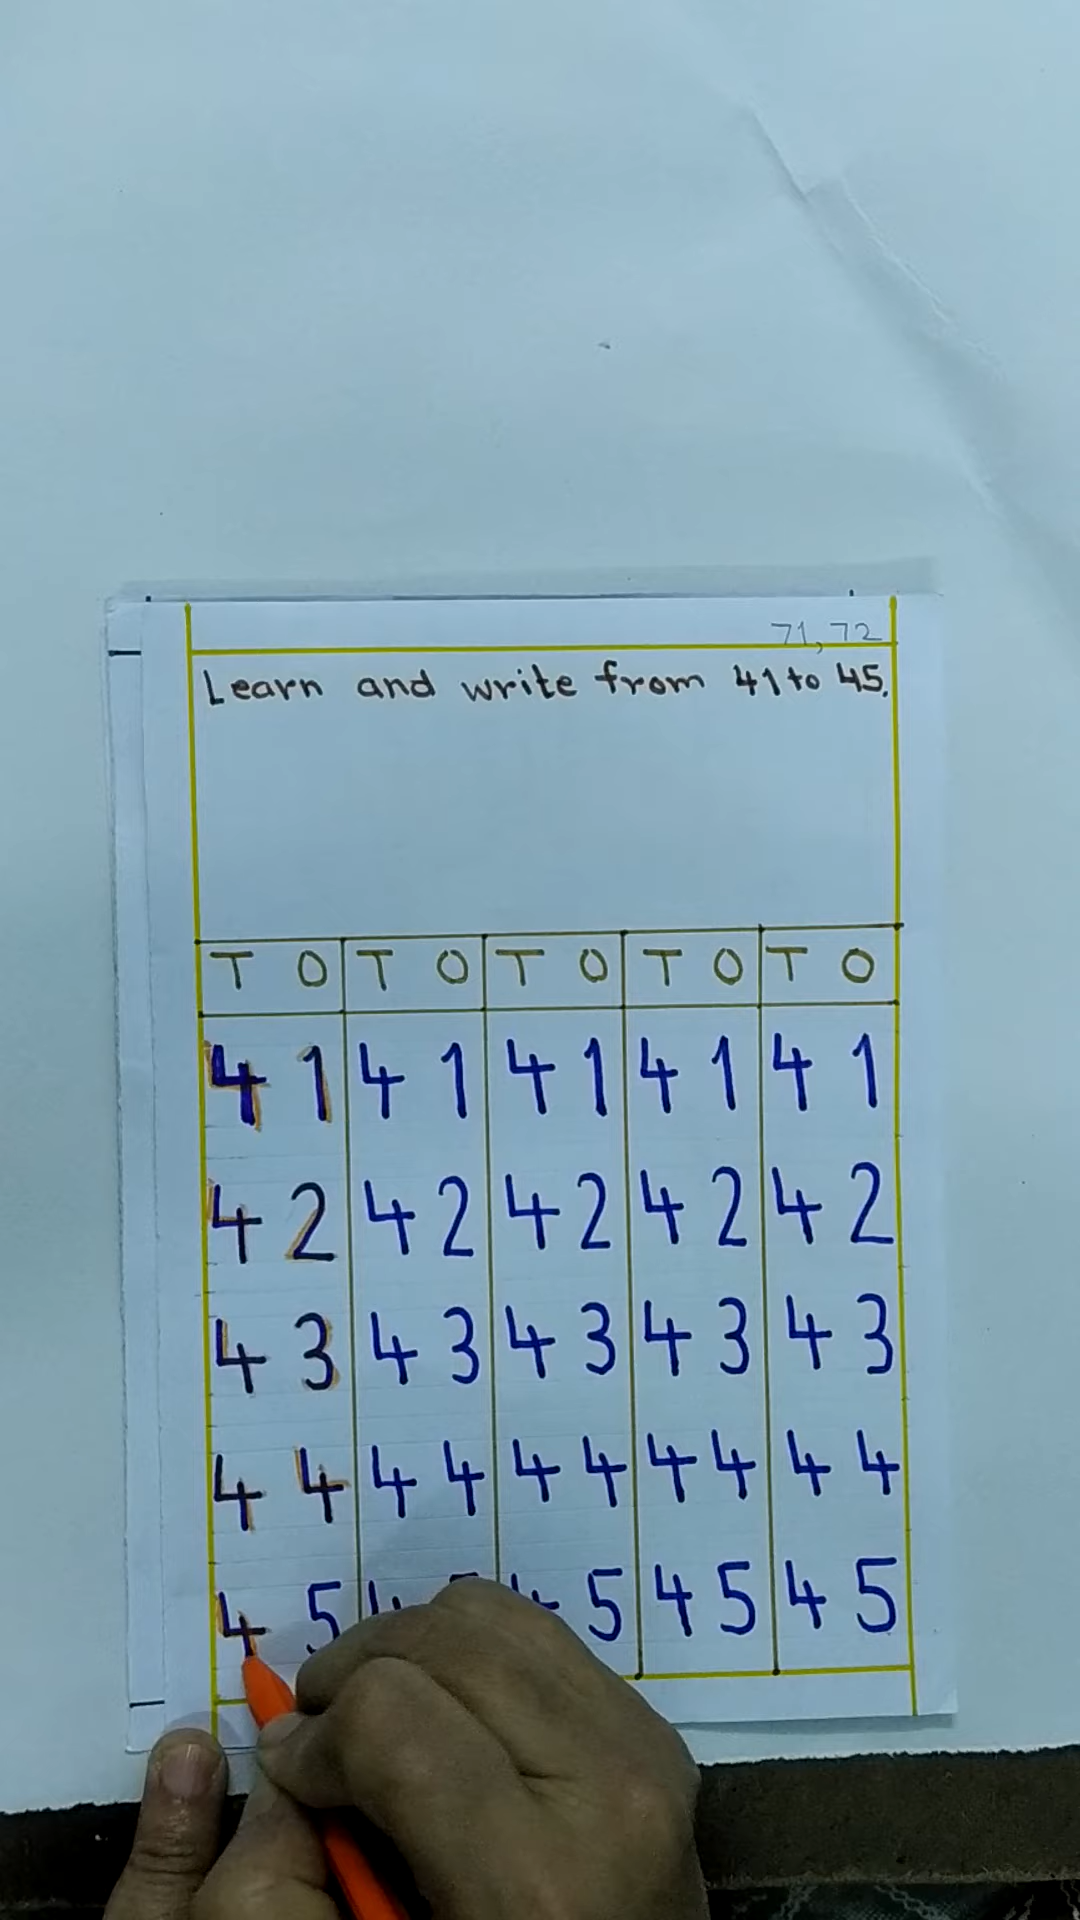 71, 72
Learn and write from 41 to 45.
T O T O T O T O T O
4 1 4 1 4 1 4 1 4 1
4 2 4 2 4 2 4 2 4 2
4 3 4 3 4 3 4 3 4 3
4 4 4 4 4 4 4 4 4 4
4 5 4 5 4 5 4 5